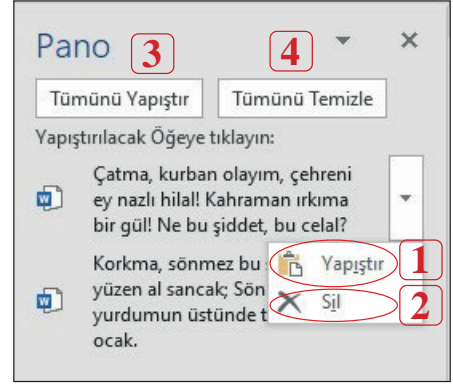 Pano
3
4
Tümünü Yapıştır Tümünü Temizle
Yapıştırılacak Öğeye tıklayın:
Çatma, kurban olayım, çehreni
ey nazlı hilal! Kahraman ırkıma
bir gül! Ne bu şiddet, bu celal?
Korkma, sönmez bu
yüzen al sancak; Sön
yurdumun üstünde t
ocak.
Yapıştır 1
Sil 2